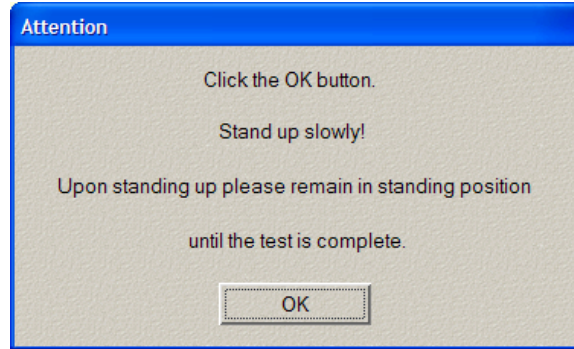 Attention
Click the OK button.
Stand up slowly!
Upon standing up please remain in standing position
until the test is complete.
OK